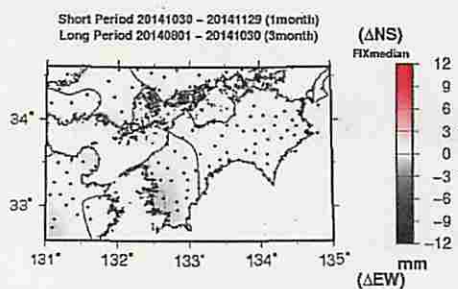 Short Period 20141030 – 20141129 (1month)
Long Period 20140801 – 20141030 (3month)
(ΔNS)
FIXmedian
12
9
6
3
0
−3
−6
−9
−12
mm
(ΔEW)
34˚
33˚
131˚ 132˚ 133˚ 134˚ 135˚